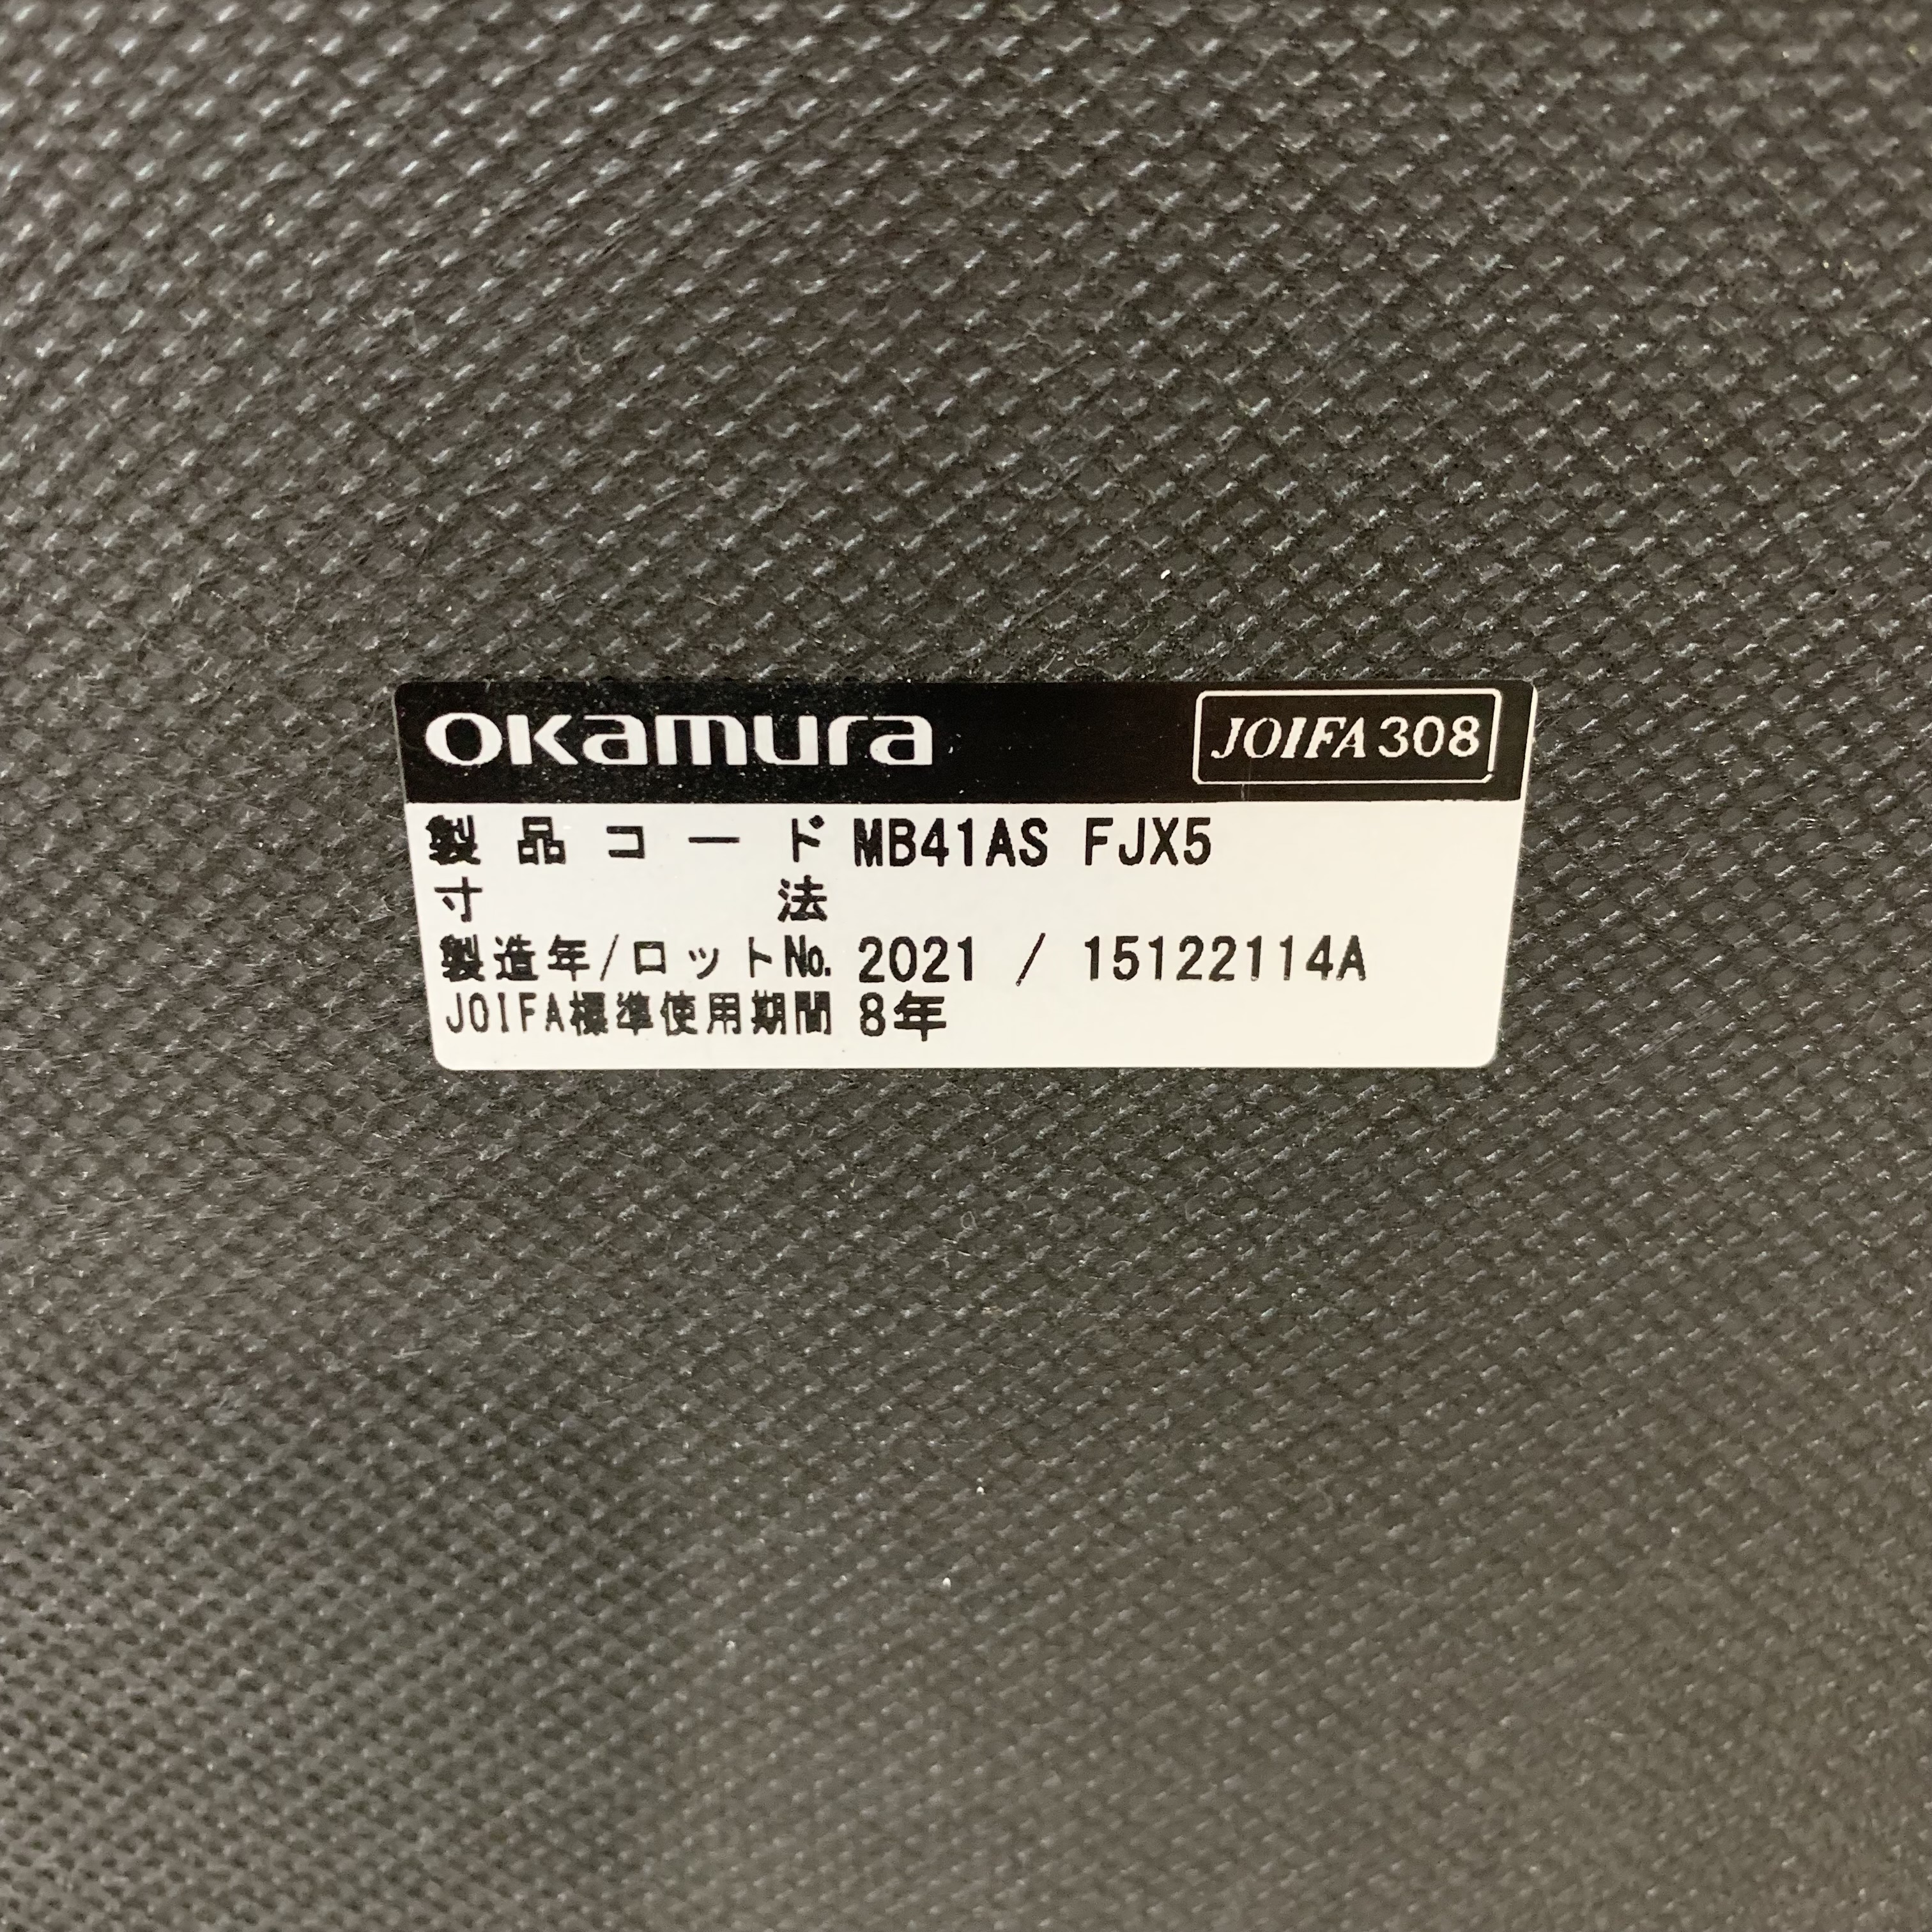 okamura JOIFA308
製品コード MB41AS FJX5
寸法
製造年/ロットNo. 2021 / 15122114A
JOIFA標準使用期間 8年